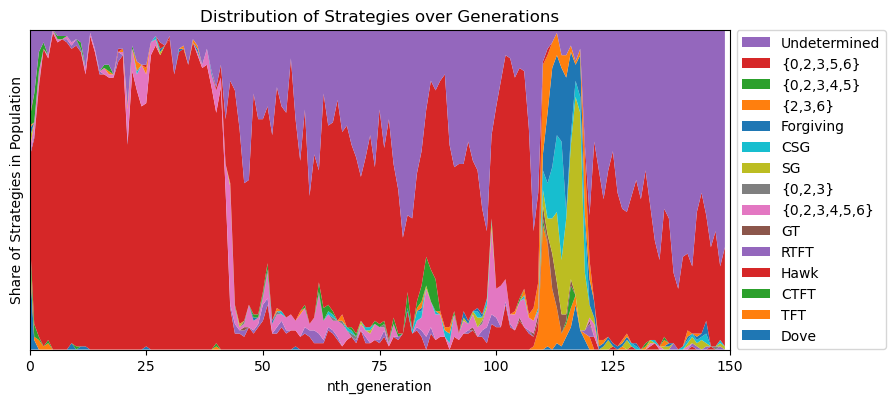 Distribution of Strategies over Generations
Share of Strategies in Population
0
25
50
75
100
125
150
nth_generation
Undetermined
{0,2,3,5,6}
{0,2,3,4,5}
{2,3,6}
Forgiving
CSG
SG
{0,2,3}
{0,2,3,4,5,6}
GT
RTFT
Hawk
CTFT
TFT
Dove